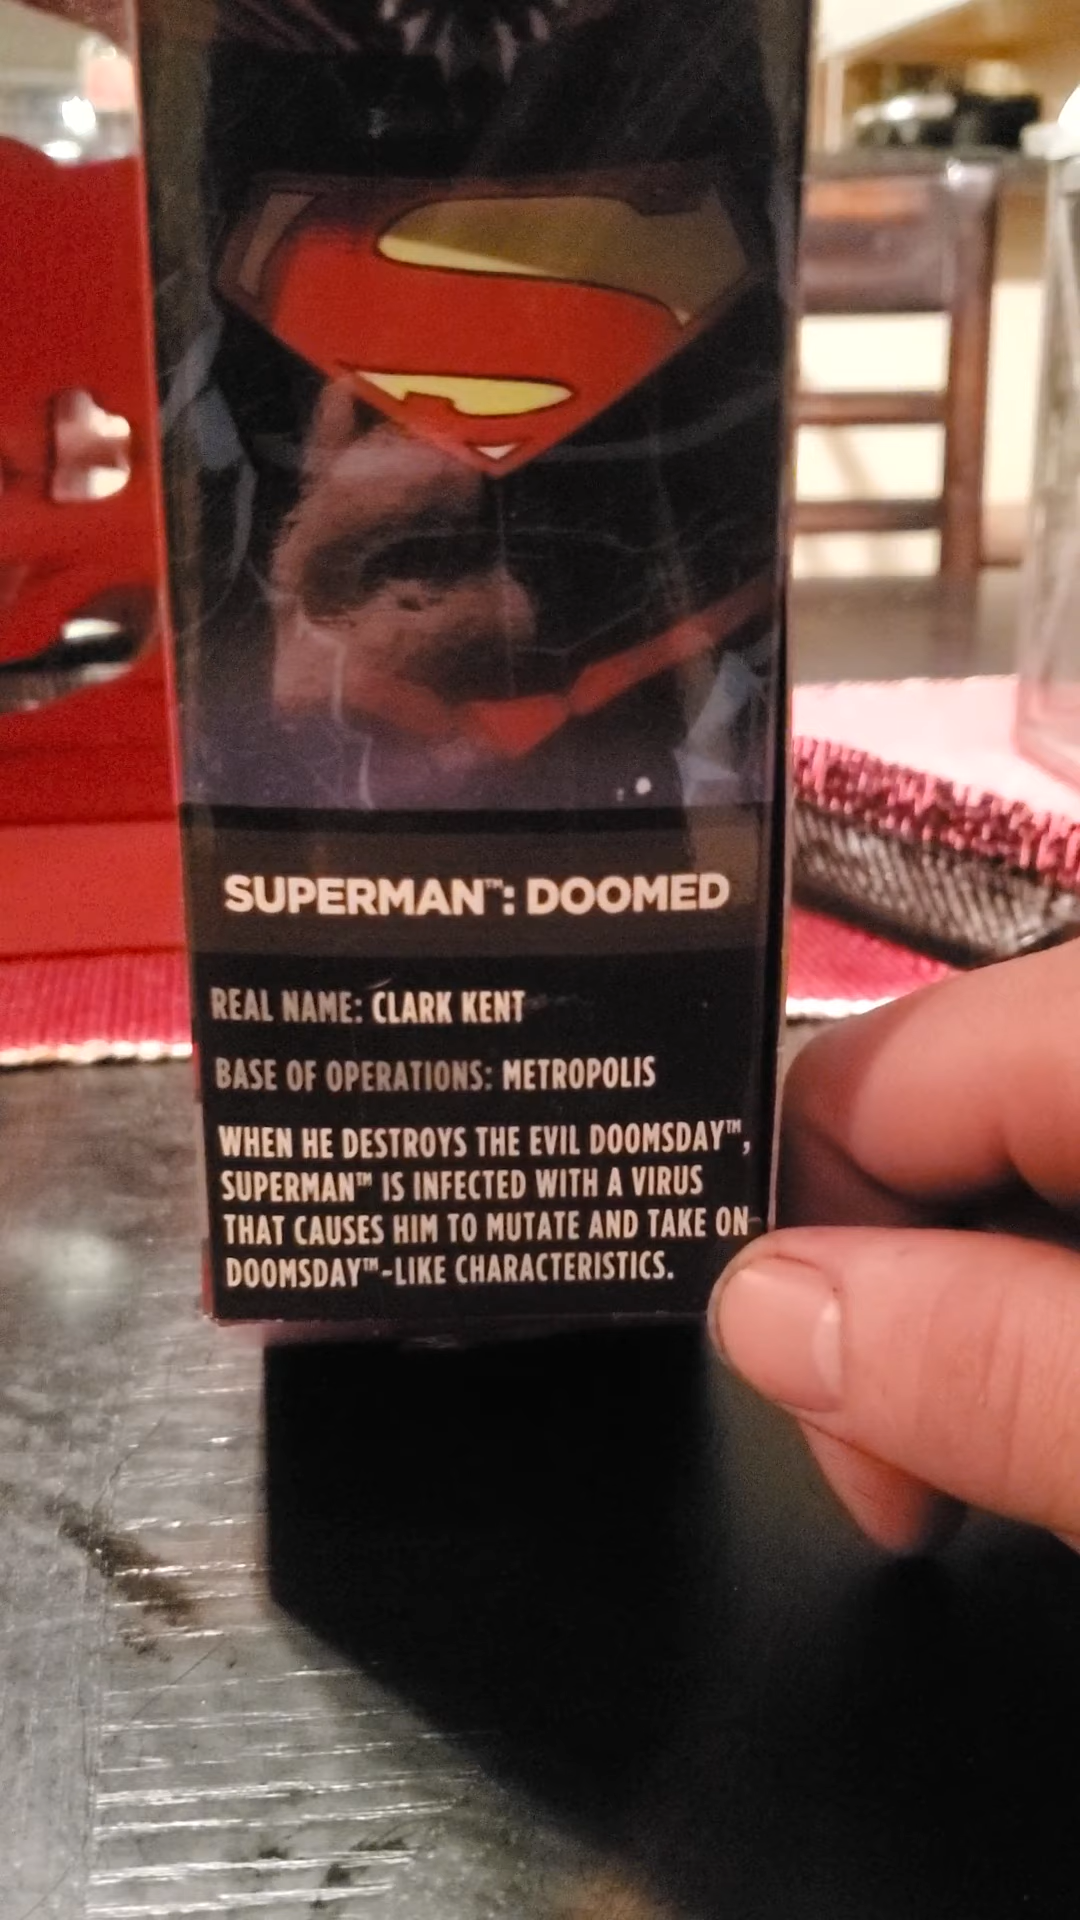 SUPERMAN™: DOOMED
REAL NAME: CLARK KENT
BASE OF OPERATIONS: METROPOLIS
WHEN HE DESTROYS THE EVIL DOOMSDAY™,
SUPERMAN™ IS INFECTED WITH A VIRUS
THAT CAUSES HIM TO MUTATE AND TAKE ON
DOOMSDAY™-LIKE CHARACTERISTICS.